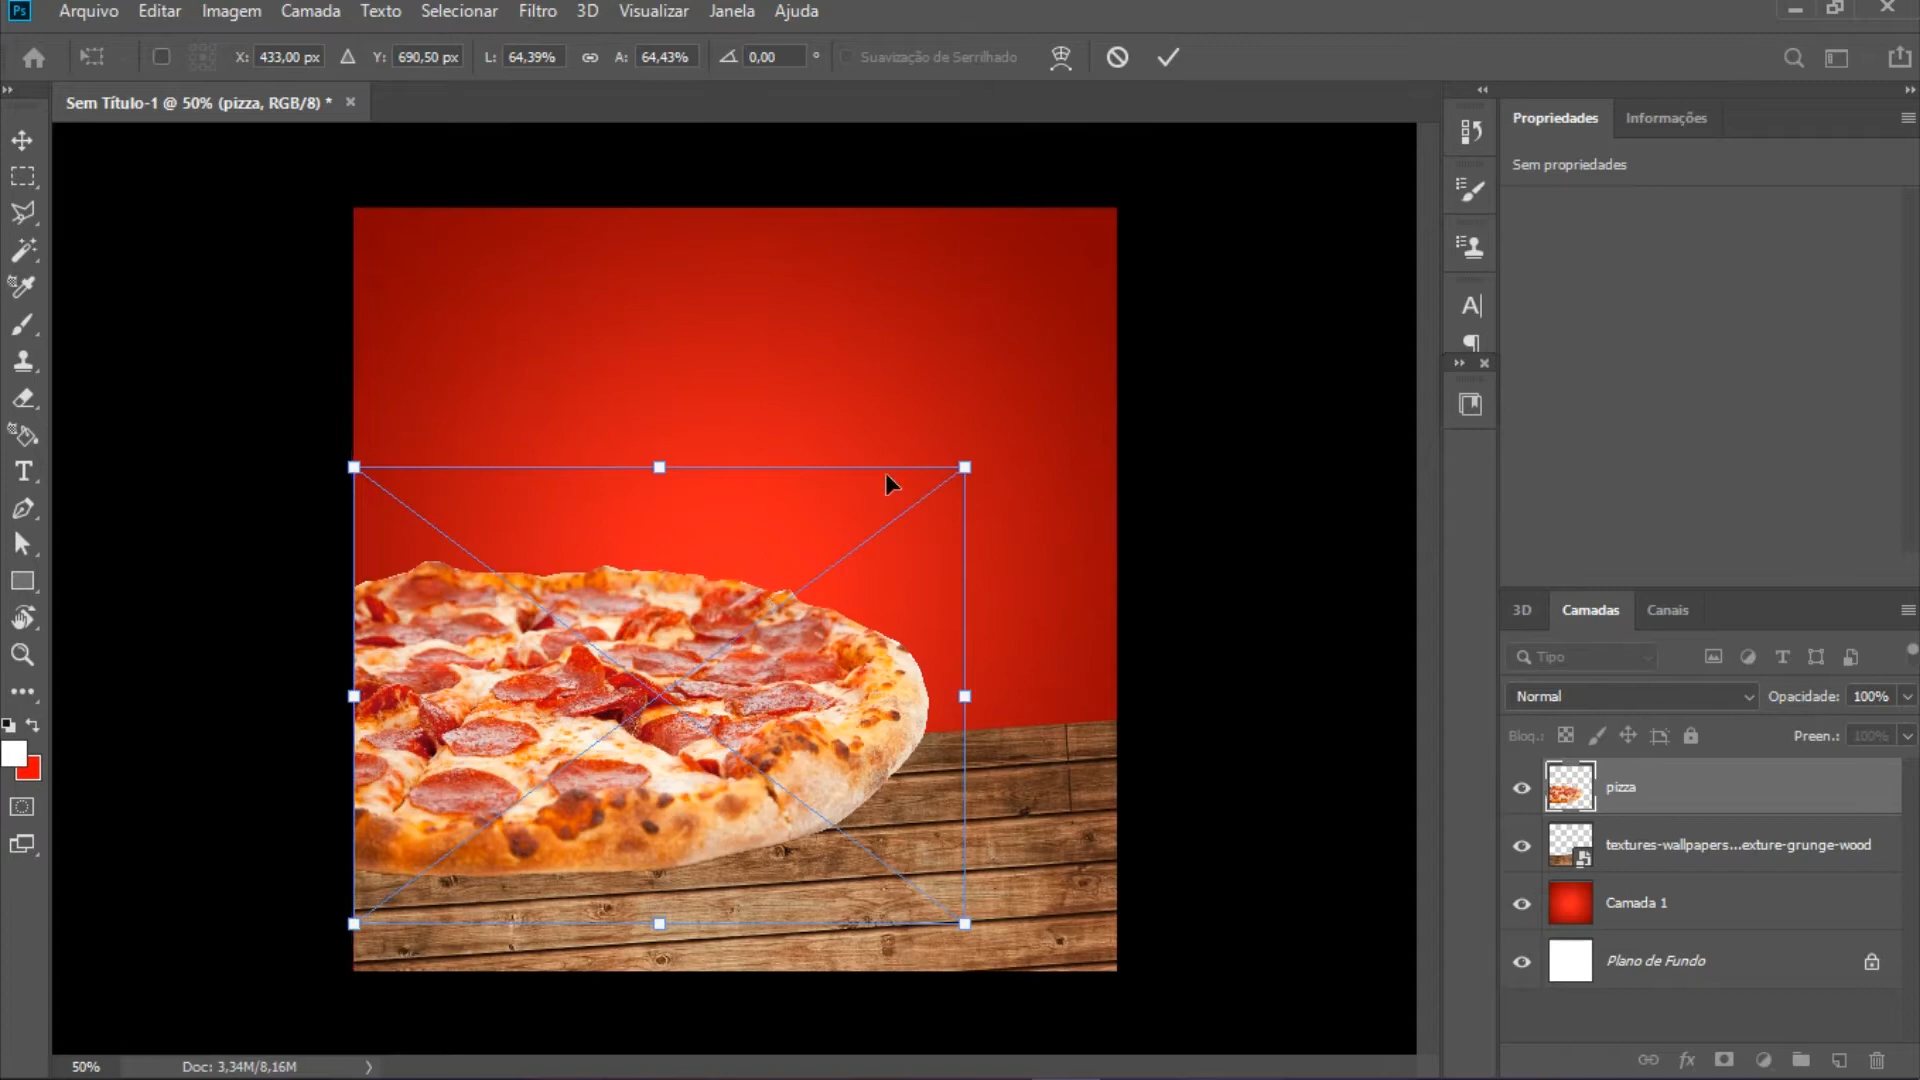 Ps Arquivo Editar Imagem Camada Texto Selecionar Filtro 3D Visualizar Janela Ajuda
X: 433,00 px Y: 690,50 px L: 64,39% A: 64,43% 0,00 ° Suavização de Serrilhado
Sem Título-1 @ 50% (pizza, RGB/8) *
Propriedades Informações
Sem propriedades
3D Camadas Canais
Tipo
Normal Opacidade: 100%
Bloq.: Preen.: 100%
pizza
textures-wallpapers...exture-grunge-wood
Camada 1
Plano de Fundo
50% Doc: 3,34M/8,16M